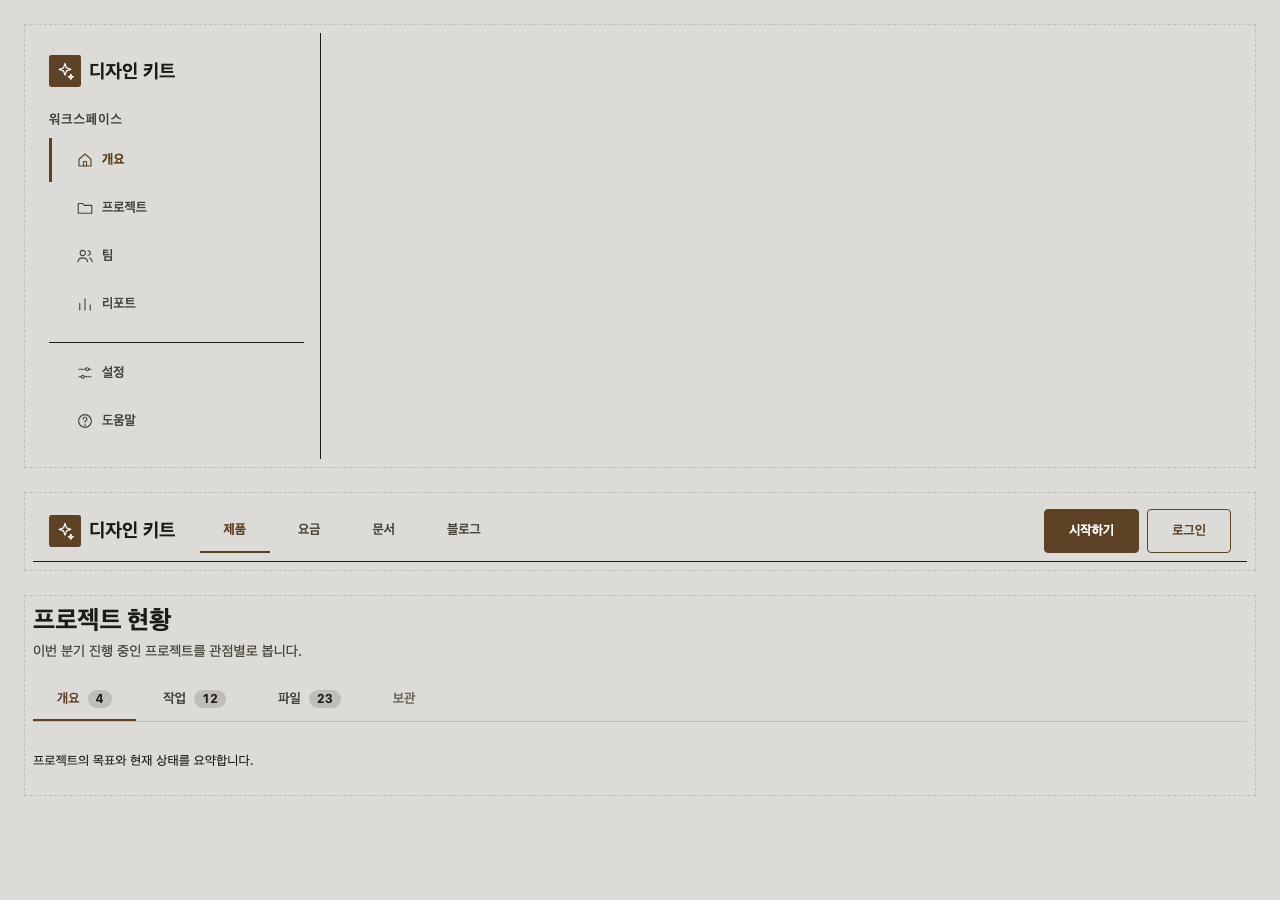 디자인 키트
워크스페이스
개요
프로젝트
팀
리포트
설정
도움말
디자인 키트 제품 요금 문서 블로그 시작하기 로그인
프로젝트 현황
이번 분기 진행 중인 프로젝트를 관점별로 봅니다.
개요 4 작업 12 파일 23 보관
프로젝트의 목표와 현재 상태를 요약합니다.